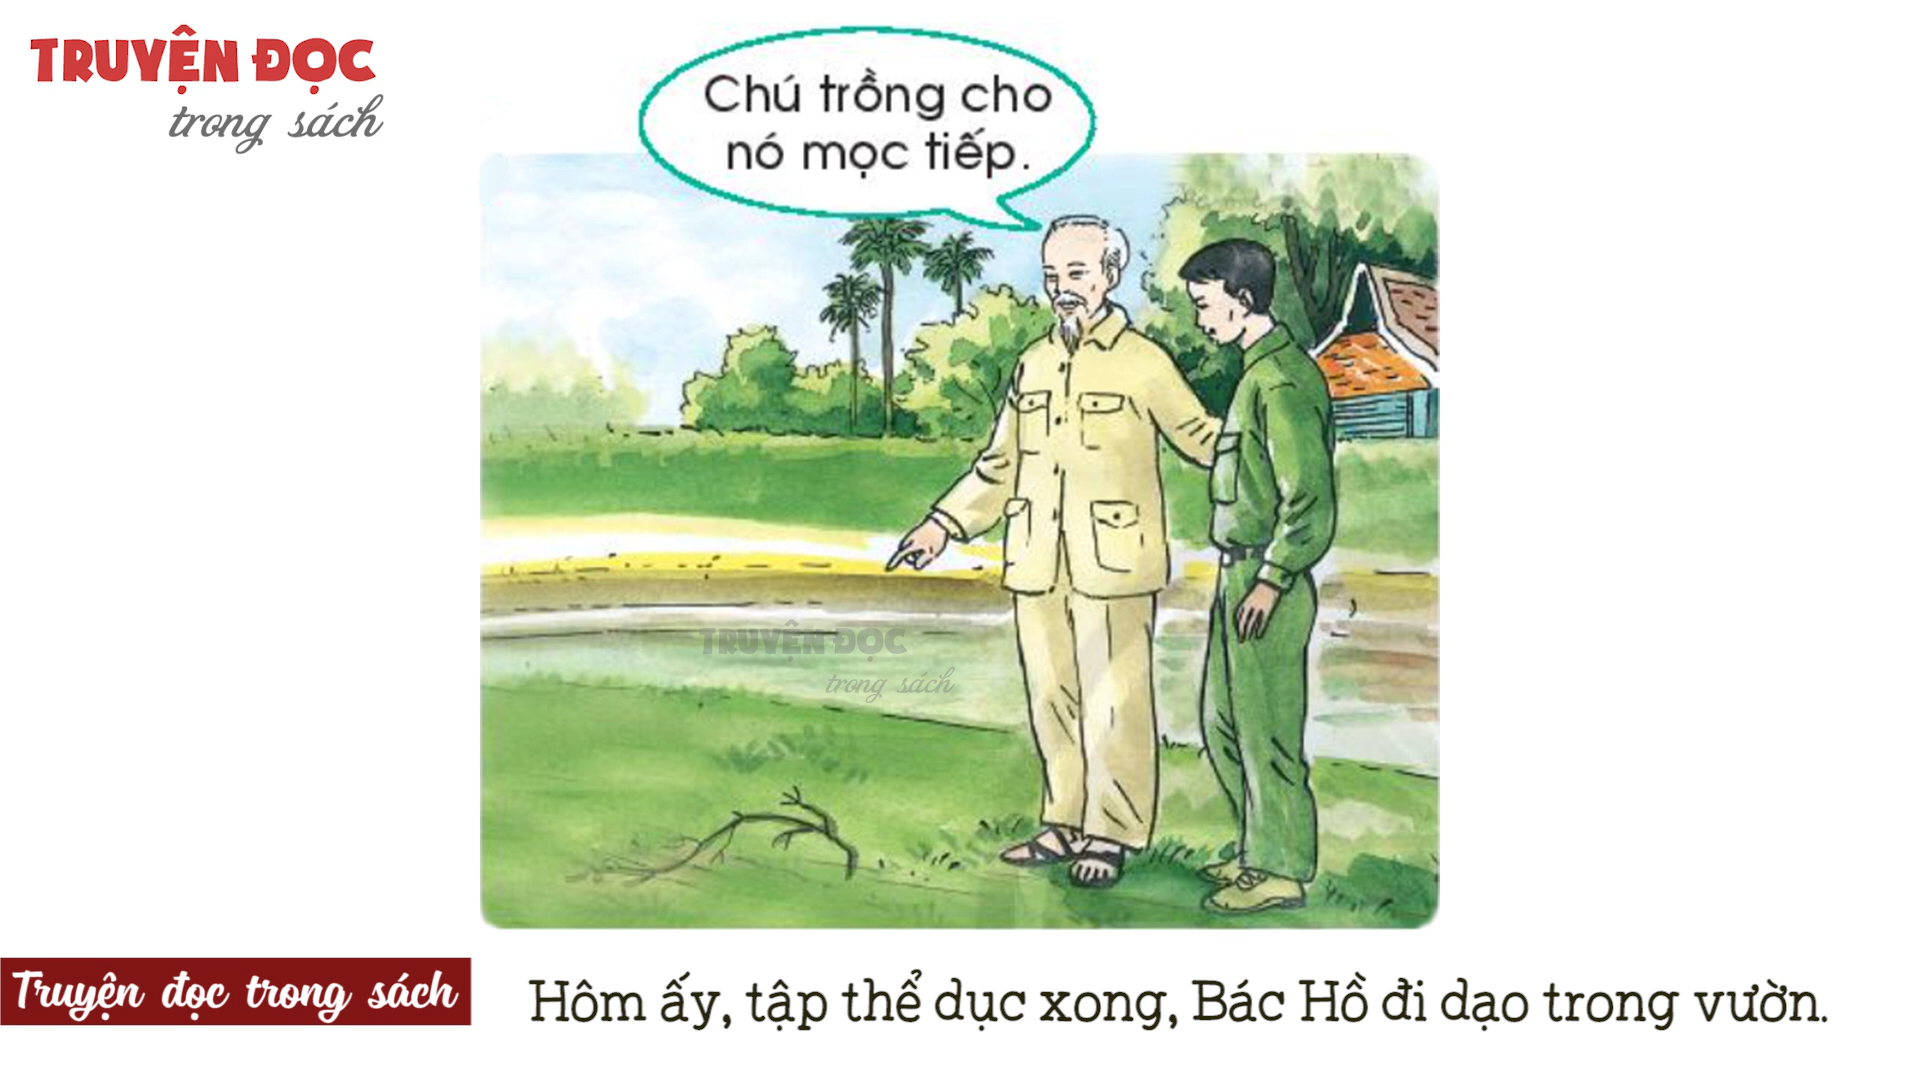 TRUYỆN ĐỌC
trong sách
Chú trồng cho
nó mọc tiếp.
TRUYỆN ĐỌC
trong sách
Truyện đọc trong sách
Hôm ấy, tập thể dục xong, Bác Hồ đi dạo trong vườn.